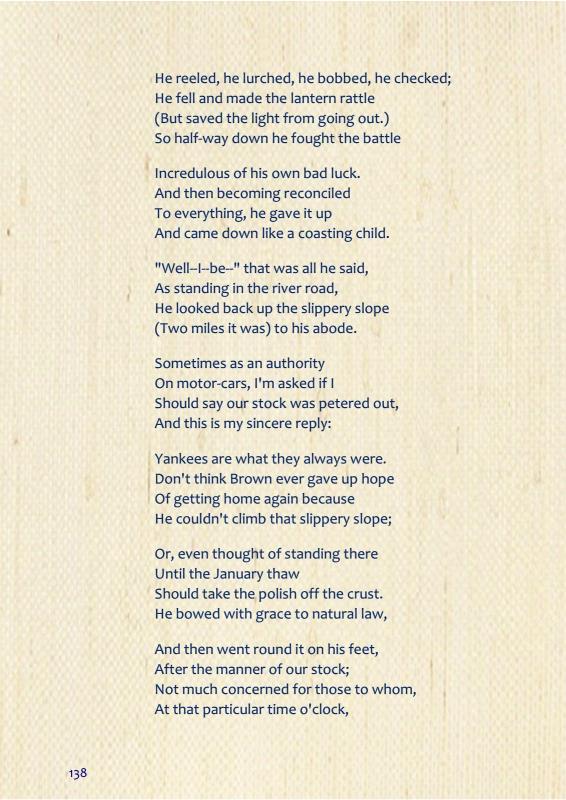 He reeled, he lurched, he bobbed, he checked;
He fell and made the lantern rattle
(But saved the light from going out.)
So half-way down he fought the battle
Incredulous of his own bad luck.
And then becoming reconciled
To everything, he gave it up
And came down like a coasting child.
"Well--I--be--" that was all he said,
As standing in the river road,
He looked back up the slippery slope
(Two miles it was) to his abode.
Sometimes as an authority
On motor-cars, I'm asked if I
Should say our stock was petered out,
And this is my sincere reply:
Yankees are what they always were.
Don't think Brown ever gave up hope
Of getting home again because
He couldn't climb that slippery slope;
Or, even thought of standing there
Until the January thaw
Should take the polish off the crust.
He bowed with grace to natural law,
And then went round it on his feet,
After the manner of our stock;
Not much concerned for those to whom,
At that particular time o'clock,
138